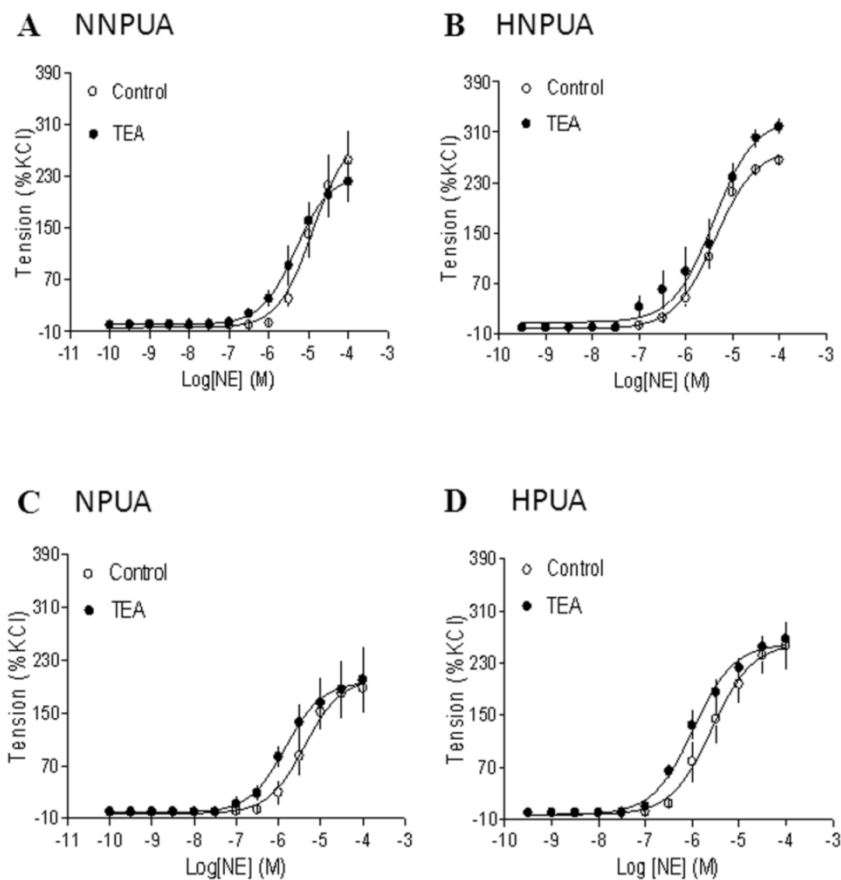 A NNPUA
390
310
230
150
70
-10
Tension (%KCl)
Control
TEA
-11 -10 -9 -8 -7 -6 -5 -4 -3
Log[NE] (M)
B HNPUA
390
310
230
150
70
-10
Tension (%KCl)
Control
TEA
-10 -9 -8 -7 -6 -5 -4 -3
Log[NE] (M)
C NPUA
390
310
230
150
70
-10
Tension (%KCl)
Control
TEA
-11 -10 -9 -8 -7 -6 -5 -4 -3
Log[NE] (M)
D HPUA
390
310
230
150
70
-10
Tension (%KCl)
Control
TEA
-10 -9 -8 -7 -6 -5 -4 -3
Log [NE] (M)